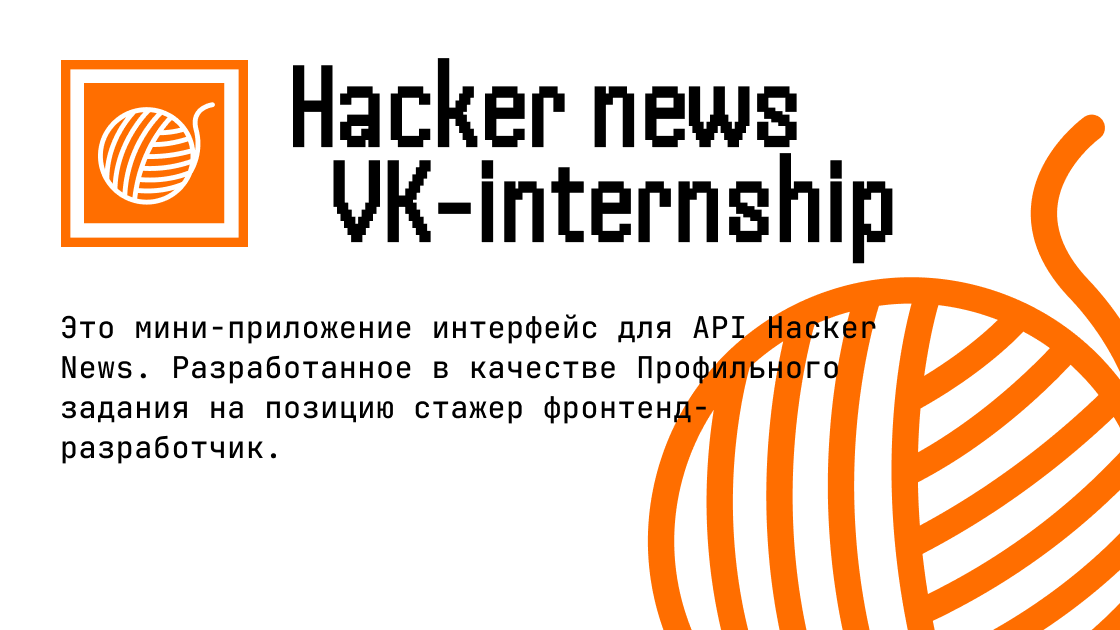 Hacker news
VK-internship
Это мини-приложение интерфейс для API Hacker
News. Разработанное в качестве Профильного
задания на позицию стажер фронтенд-
разработчик.